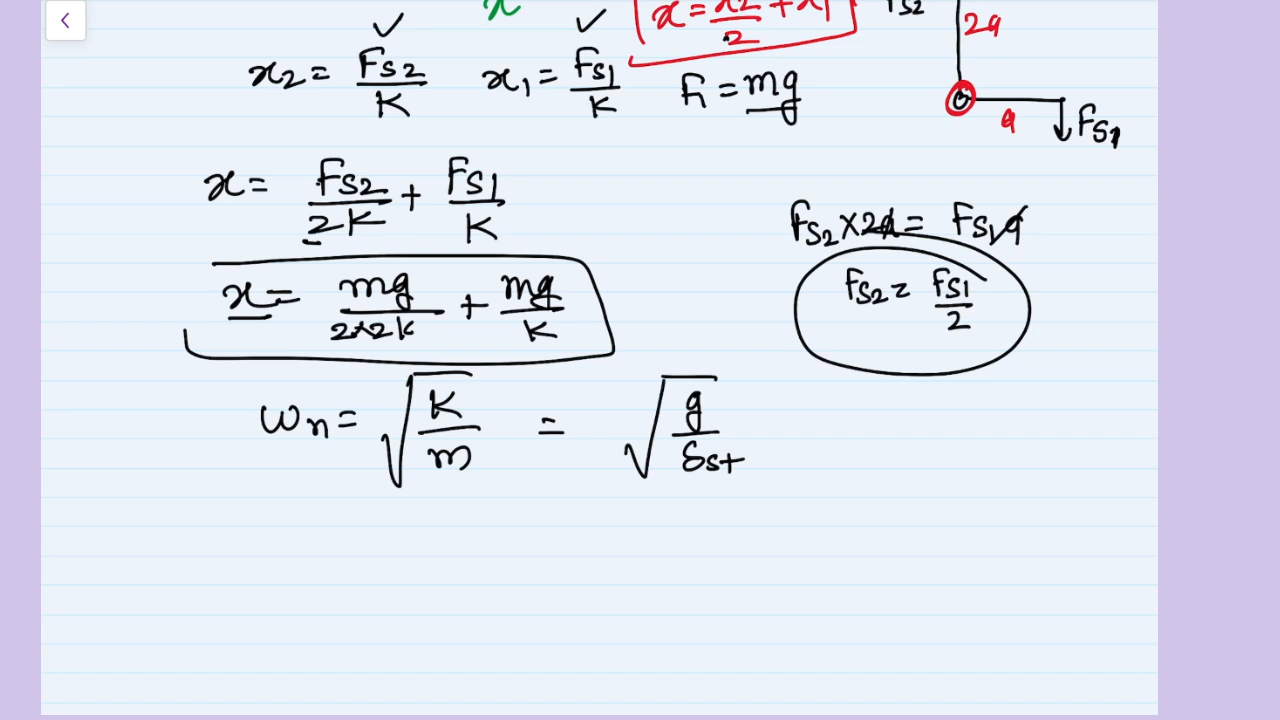 x
x = x2/2 + x1
Fs2
2a
✓ ✓
x2 = Fs2/K x1 = Fs1/K = mg
a
Fs1
x = Fs2/2K + Fs1/K
Fs2 × 2a = Fs1 a
x = mg/2×2k + mg/K
Fs2 = Fs1/2
ωn = √K/m = √g/δst